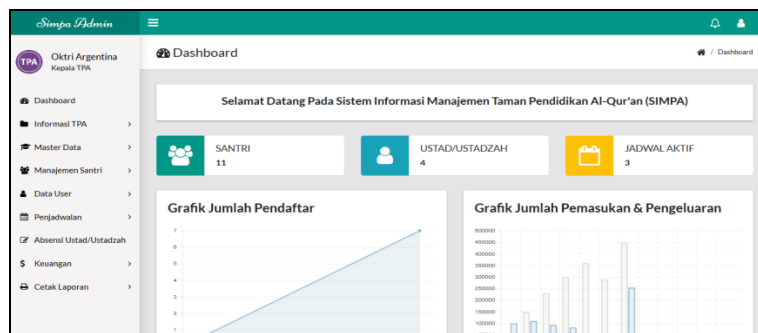 Simpa Admin
TPA
Oktri Argentina
Kepala TPA
Dashboard
Informasi TPA
Master Data
Manajemen Santri
Data User
Penjadwalan
Absensi Ustad/Ustadzah
Keuangan
Cetak Laporan
Dashboard
/ Dashboard
Selamat Datang Pada Sistem Informasi Manajemen Taman Pendidikan Al-Qur'an (SIMPA)
SANTRI
11
USTAD/USTADZAH
4
JADWAL AKTIF
3
Grafik Jumlah Pendaftar
7
6
5
4
3
2
1
Grafik Jumlah Pemasukan & Pengeluaran
500000
450000
400000
350000
300000
250000
200000
150000
100000